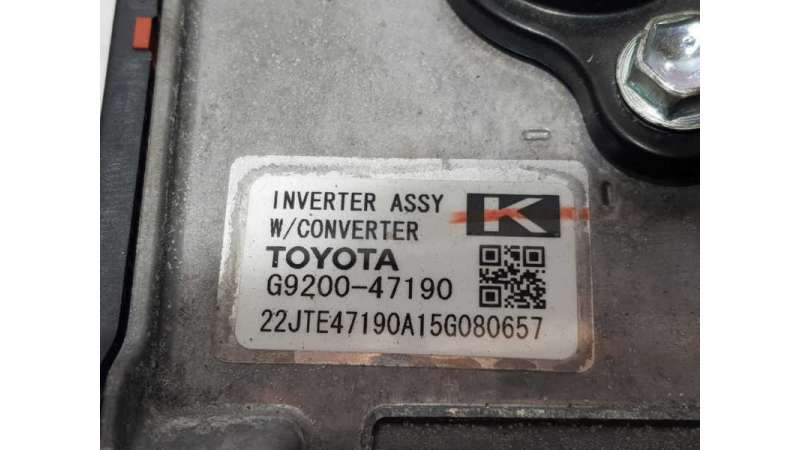 INVERTER ASSY
W/CONVERTER
K
TOYOTA
G9200-47190
22JTE47190A15G080657